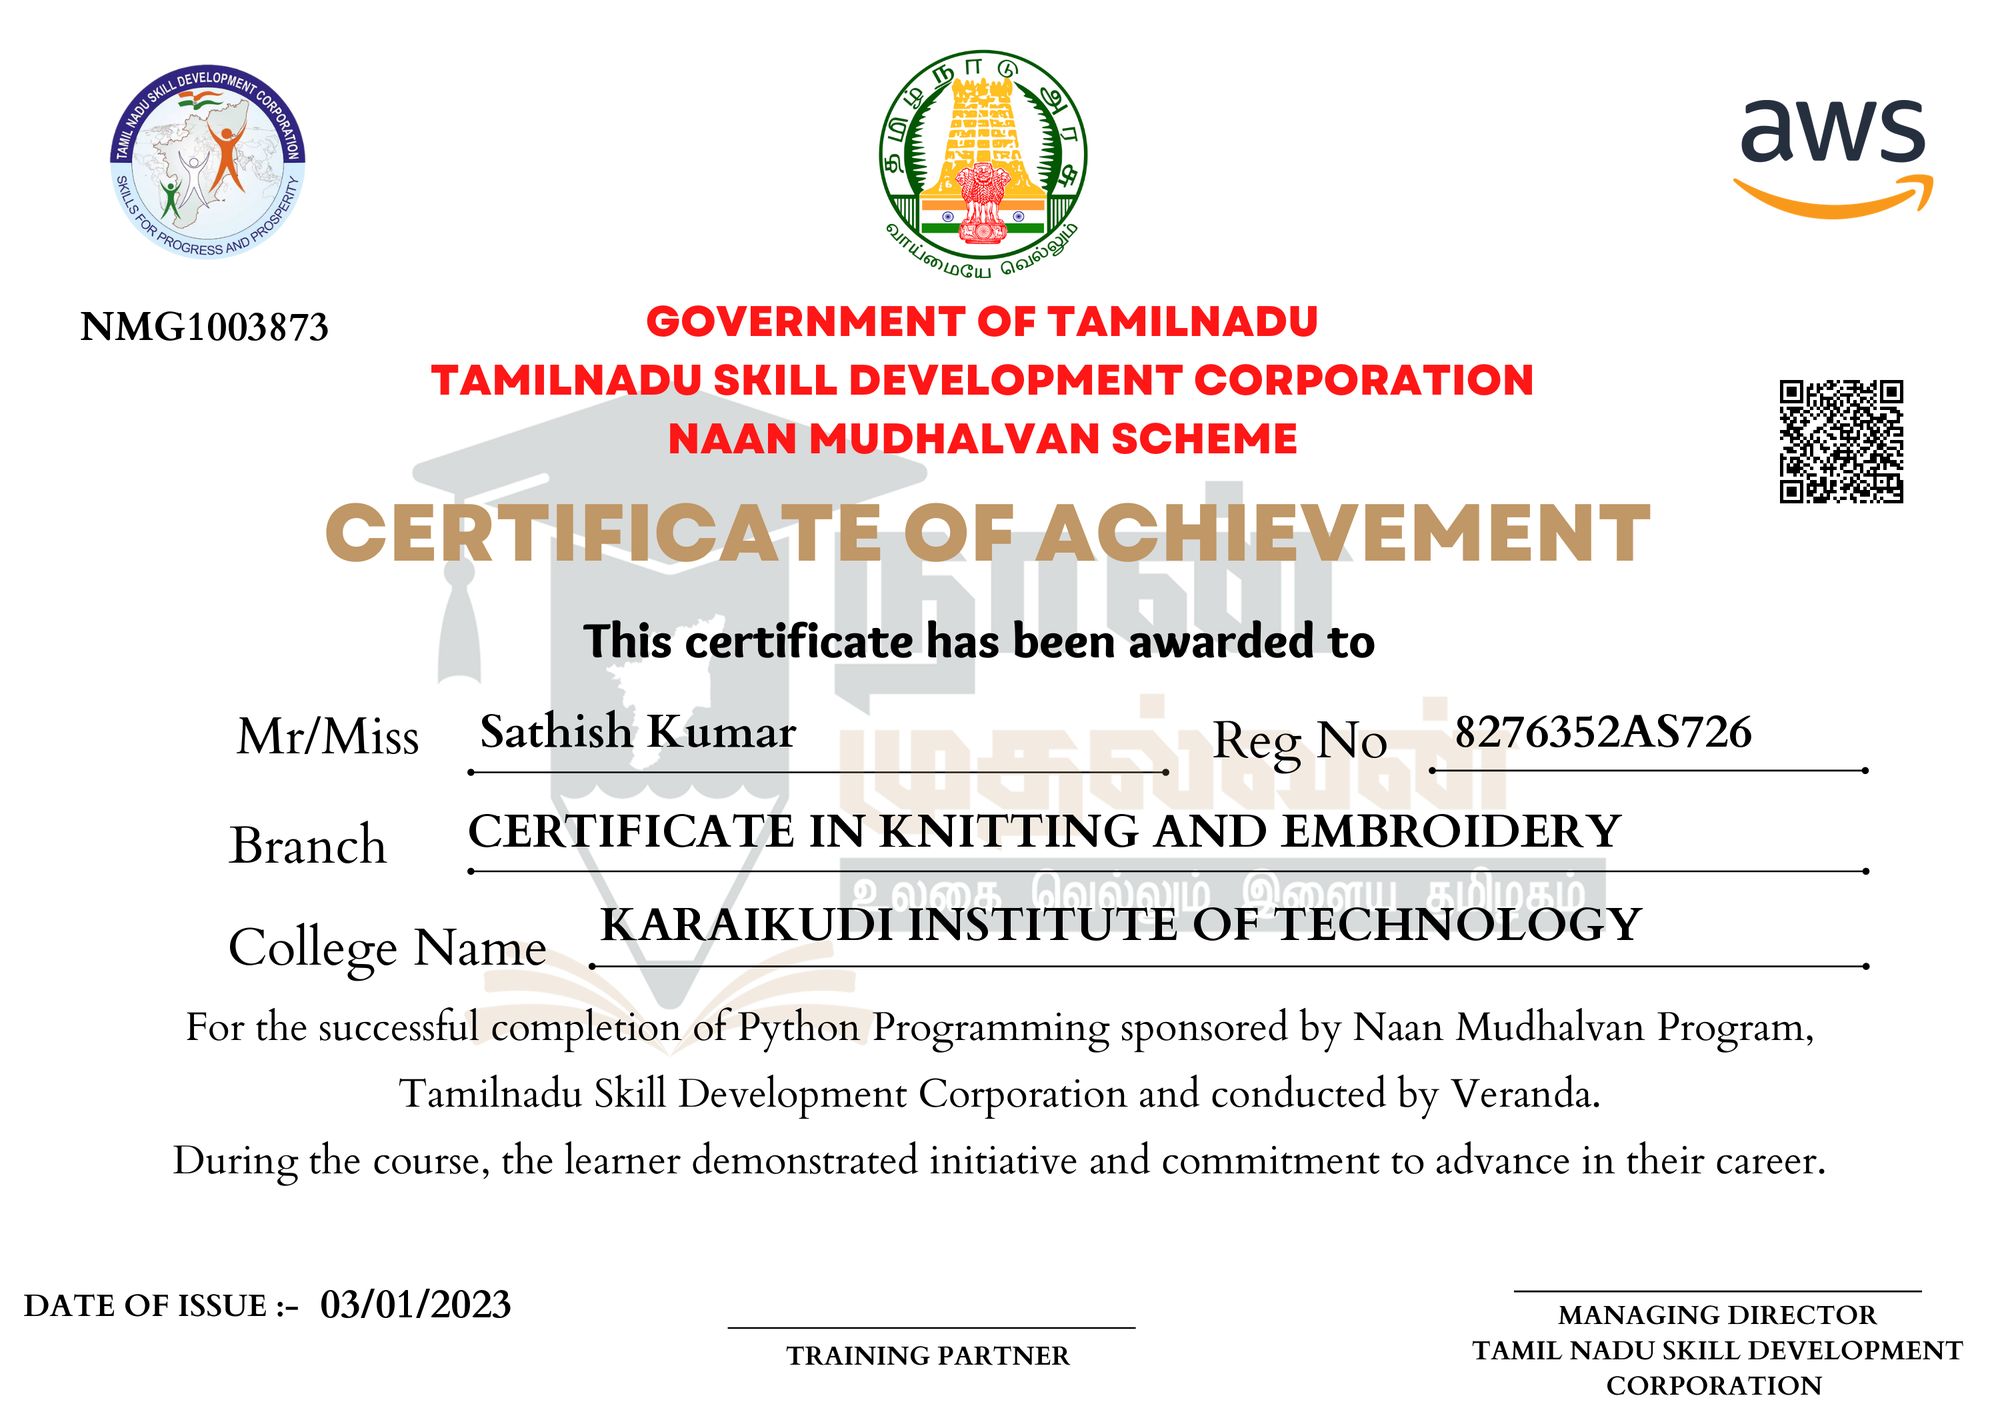 TAMIL NADU SKILL DEVELOPMENT CORPORATION
SKILLS FOR PROGRESS AND PROSPERITY
தமிழ்நாடு அரசு
வாய்மையே வெல்லும்
aws
NMG1003873
GOVERNMENT OF TAMILNADU
TAMILNADU SKILL DEVELOPMENT CORPORATION
NAAN MUDHALVAN SCHEME
CERTIFICATE OF ACHIEVEMENT
நான்
முதல்வன்
உலகை வெல்லும் இளைய தமிழகம்
This certificate has been awarded to
Mr/Miss Sathish Kumar Reg No 8276352AS726
Branch CERTIFICATE IN KNITTING AND EMBROIDERY
College Name KARAIKUDI INSTITUTE OF TECHNOLOGY
For the successful completion of Python Programming sponsored by Naan Mudhalvan Program,
Tamilnadu Skill Development Corporation and conducted by Veranda.
During the course, the learner demonstrated initiative and commitment to advance in their career.
DATE OF ISSUE :- 03/01/2023
TRAINING PARTNER
MANAGING DIRECTOR
TAMIL NADU SKILL DEVELOPMENT
CORPORATION